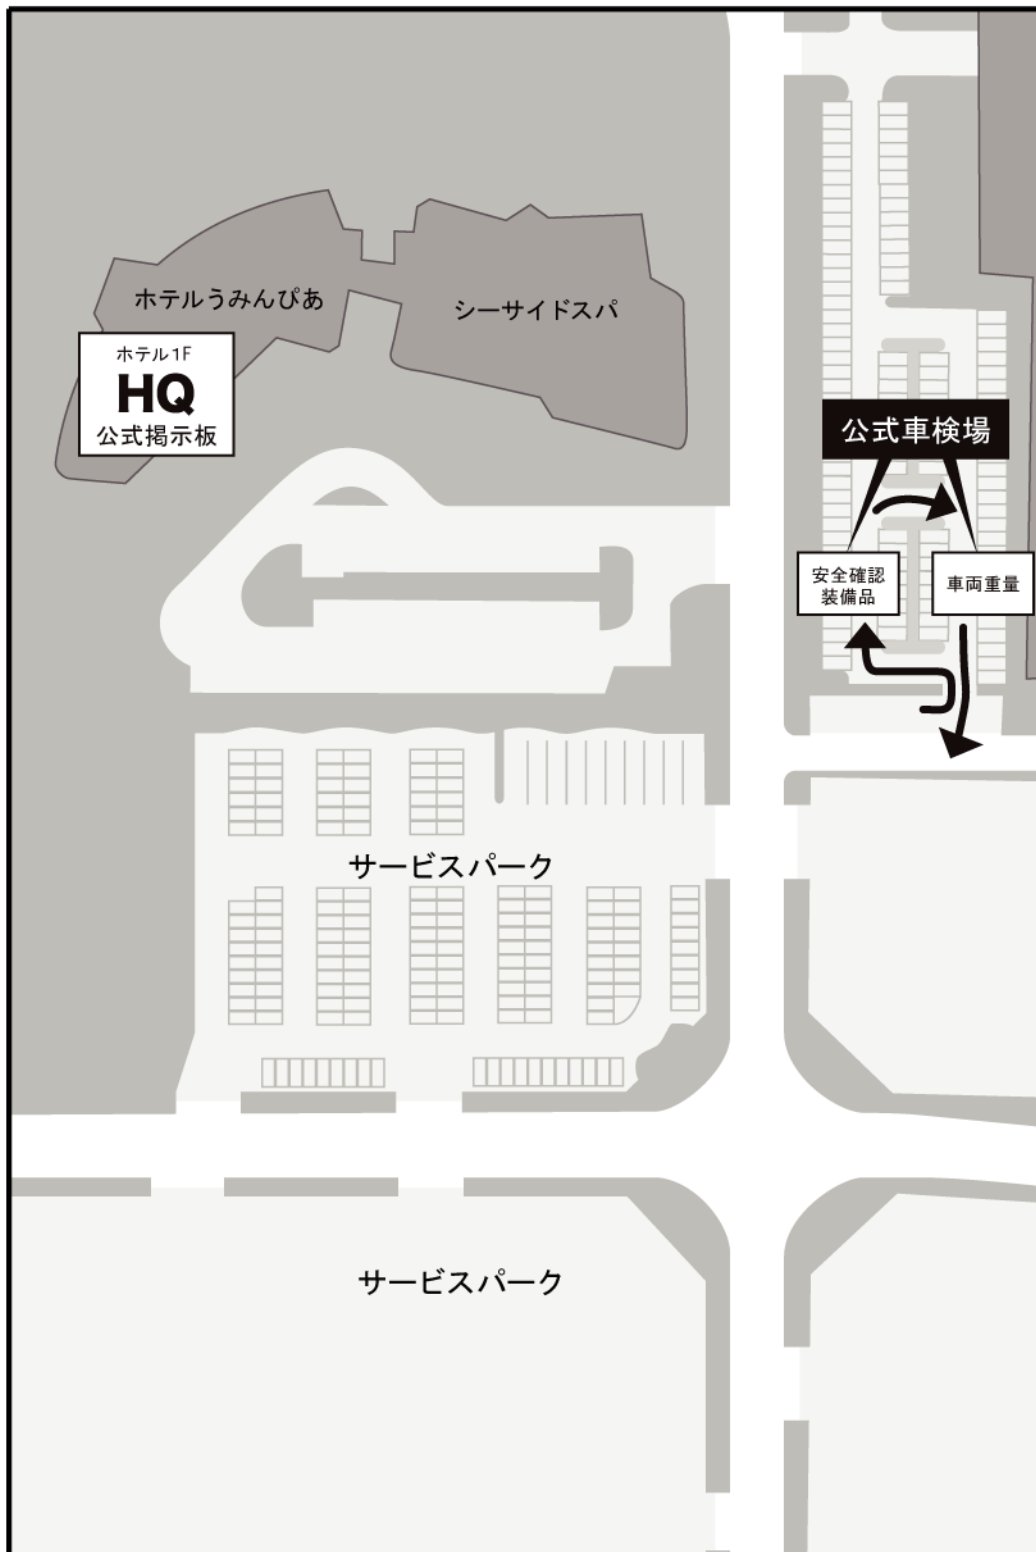 ホテルうみんぴあ
シーサイドスパ
ホテル1F
HQ
公式掲示板
公式車検場
安全確認
装備品
車両重量
サービスパーク
サービスパーク